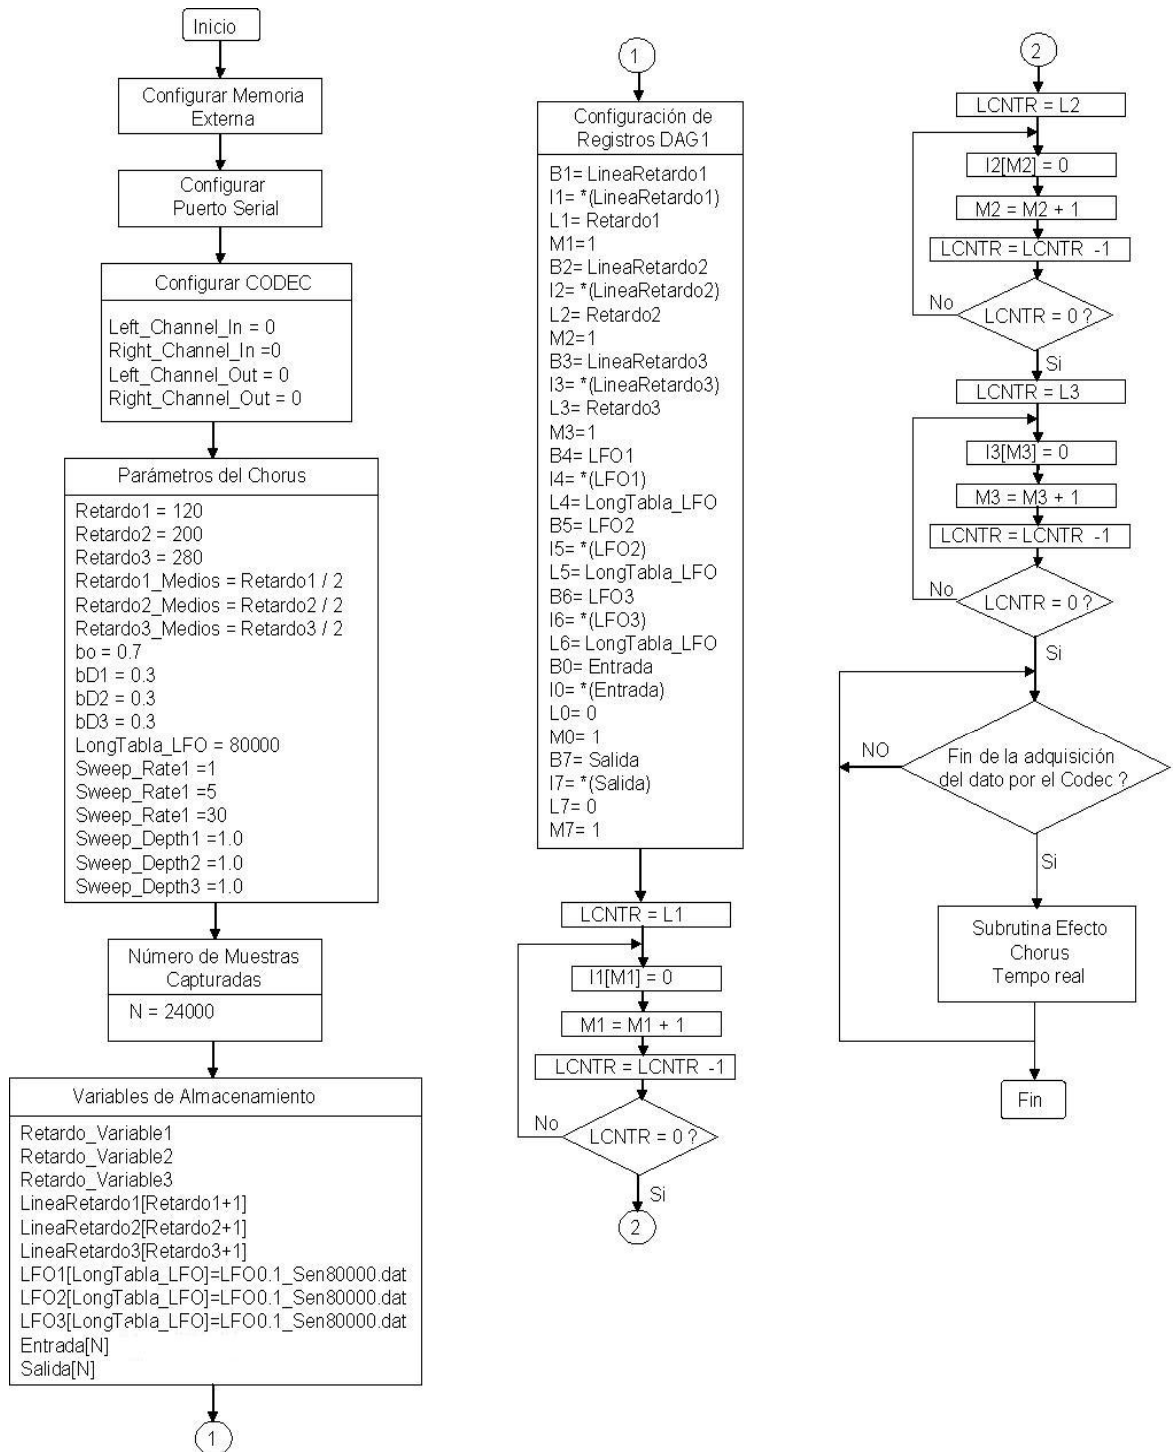 Inicio
Configurar Memoria
Externa
Configurar
Puerto Serial
Configurar CODEC
Left_Channel_In = 0
Right_Channel_In =0
Left_Channel_Out = 0
Right_Channel_Out = 0
Parámetros del Chorus
Retardo1 = 120
Retardo2 = 200
Retardo3 = 280
Retardo1_Medios = Retardo1 / 2
Retardo2_Medios = Retardo2 / 2
Retardo3_Medios = Retardo3 / 2
bo = 0.7
bD1 = 0.3
bD2 = 0.3
bD3 = 0.3
LongTabla_LFO = 80000
Sweep_Rate1 =1
Sweep_Rate1 =5
Sweep_Rate1 =30
Sweep_Depth1 =1.0
Sweep_Depth2 =1.0
Sweep_Depth3 =1.0
Número de Muestras
Capturadas
N = 24000
Variables de Almacenamiento
Retardo_Variable1
Retardo_Variable2
Retardo_Variable3
LineaRetardo1[Retardo1+1]
LineaRetardo2[Retardo2+1]
LineaRetardo3[Retardo3+1]
LFO1[LongTabla_LFO]=LFO0.1_Sen80000.dat
LFO2[LongTabla_LFO]=LFO0.1_Sen80000.dat
LFO3[LongTabla_LFO]=LFO0.1_Sen80000.dat
Entrada[N]
Salida[N]
1
1
Configuración de
Registros DAG1
B1= LineaRetardo1
I1= *(LineaRetardo1)
L1= Retardo1
M1=1
B2= LineaRetardo2
I2= *(LineaRetardo2)
L2= Retardo2
M2=1
B3= LineaRetardo3
I3= *(LineaRetardo3)
L3= Retardo3
M3=1
B4= LFO1
I4= *(LFO1)
L4= LongTabla_LFO
B5= LFO2
I5= *(LFO2)
L5= LongTabla_LFO
B6= LFO3
I6= *(LFO3)
L6= LongTabla_LFO
B0= Entrada
I0= *(Entrada)
L0= 0
M0= 1
B7= Salida
I7= *(Salida)
L7= 0
M7= 1
LCNTR = L1
I1[M1] = 0
M1 = M1 + 1
LCNTR = LCNTR -1
No
LCNTR = 0 ?
Si
2
2
LCNTR = L2
I2[M2] = 0
M2 = M2 + 1
LCNTR = LCNTR -1
No
LCNTR = 0 ?
Si
LCNTR = L3
I3[M3] = 0
M3 = M3 + 1
LCNTR = LCNTR -1
No
LCNTR = 0 ?
Si
NO
Fin de la adquisición
del dato por el Codec ?
Si
Subrutina Efecto
Chorus
Tempo real
Fin